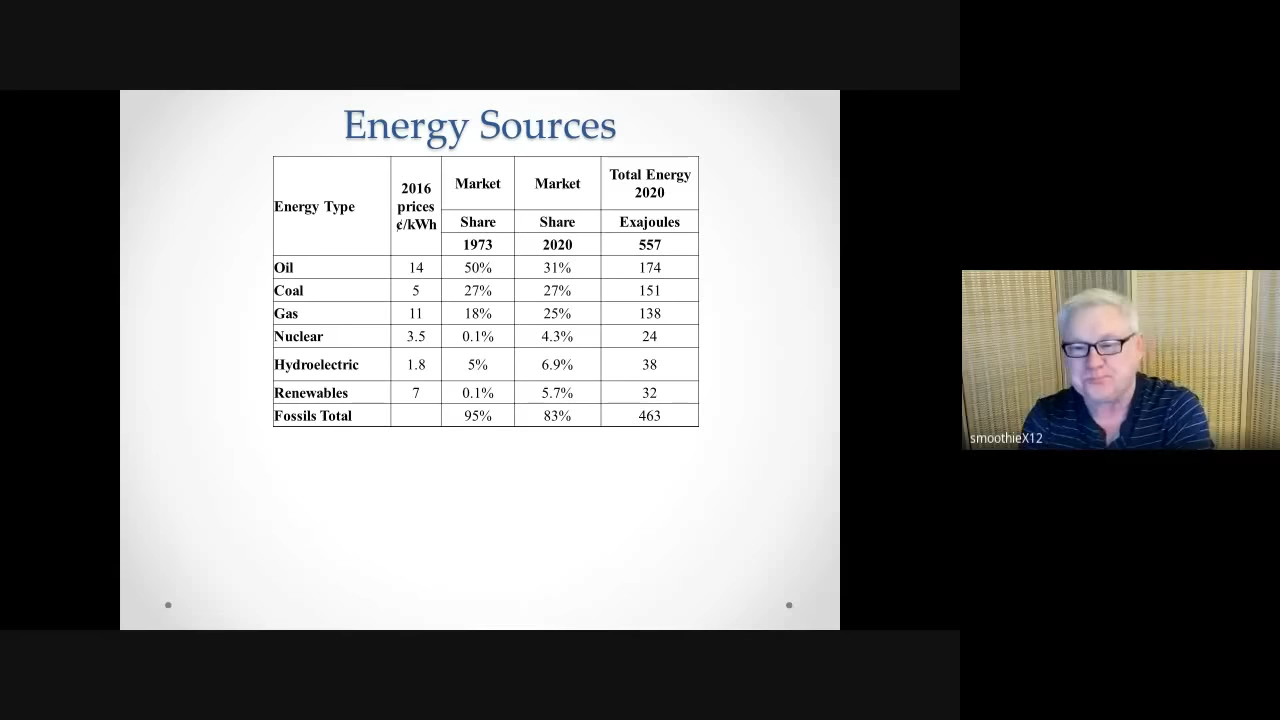 Energy Sources
Energy Type
2016
prices
¢/kWh
Market
Market
Total Energy
2020
Share
Share
Exajoules
1973
2020
557
Oil 14 50% 31% 174
Coal 5 27% 27% 151
Gas 11 18% 25% 138
Nuclear 3.5 0.1% 4.3% 24
Hydroelectric 1.8 5% 6.9% 38
Renewables 7 0.1% 5.7% 32
Fossils Total 95% 83% 463
smoothieX12